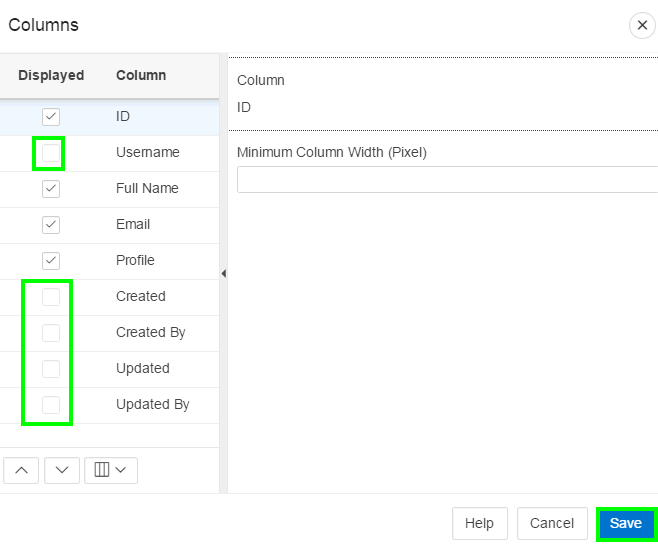 Columns
Displayed Column
ID
Username
Full Name
Email
Profile
Created
Created By
Updated
Updated By
Column
ID
Minimum Column Width (Pixel)
Help Cancel Save